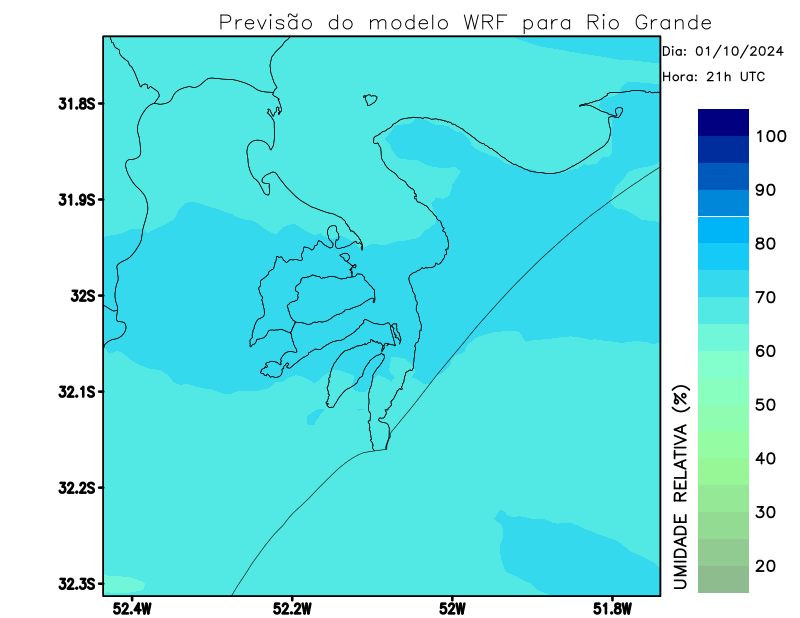 Previsão do modelo WRF para Rio Grande
Dia: 01/10/2024
Hora: 21h UTC
31.8S
31.9S
32S
32.1S
32.2S
32.3S
52.4W
52.2W
52W
51.8W
100
90
80
70
60
50
40
30
20
UMIDADE RELATIVA (%)